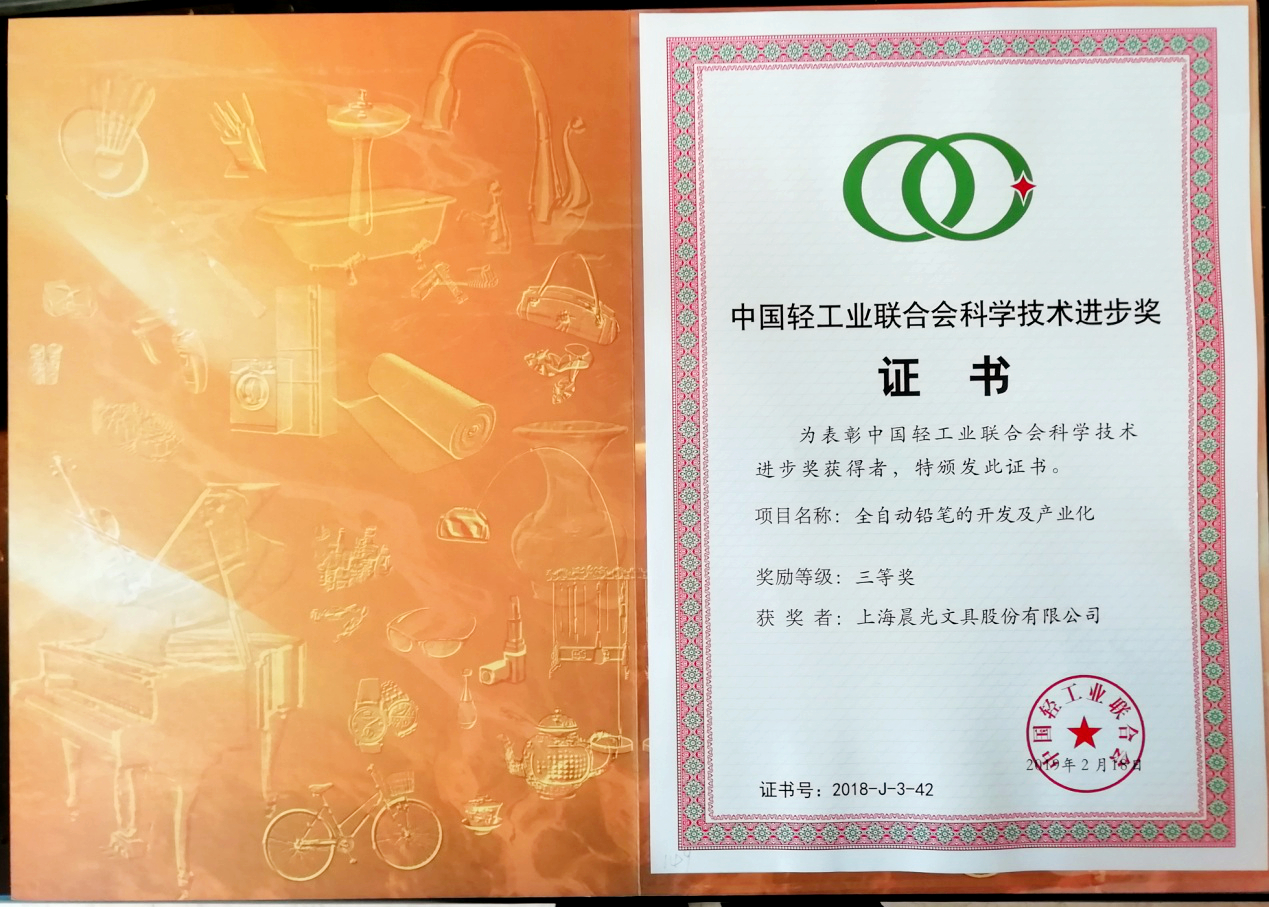 中国轻工业联合会科学技术进步奖
证 书
为表彰中国轻工业联合会科学技术
进步奖获得者，特颁发此证书。
项目名称：全自动铅笔的开发及产业化
奖励等级：三等奖
获 奖 者：上海晨光文具股份有限公司
中国轻工业联合会
2019年2月18日
证书号：2018-J-3-42